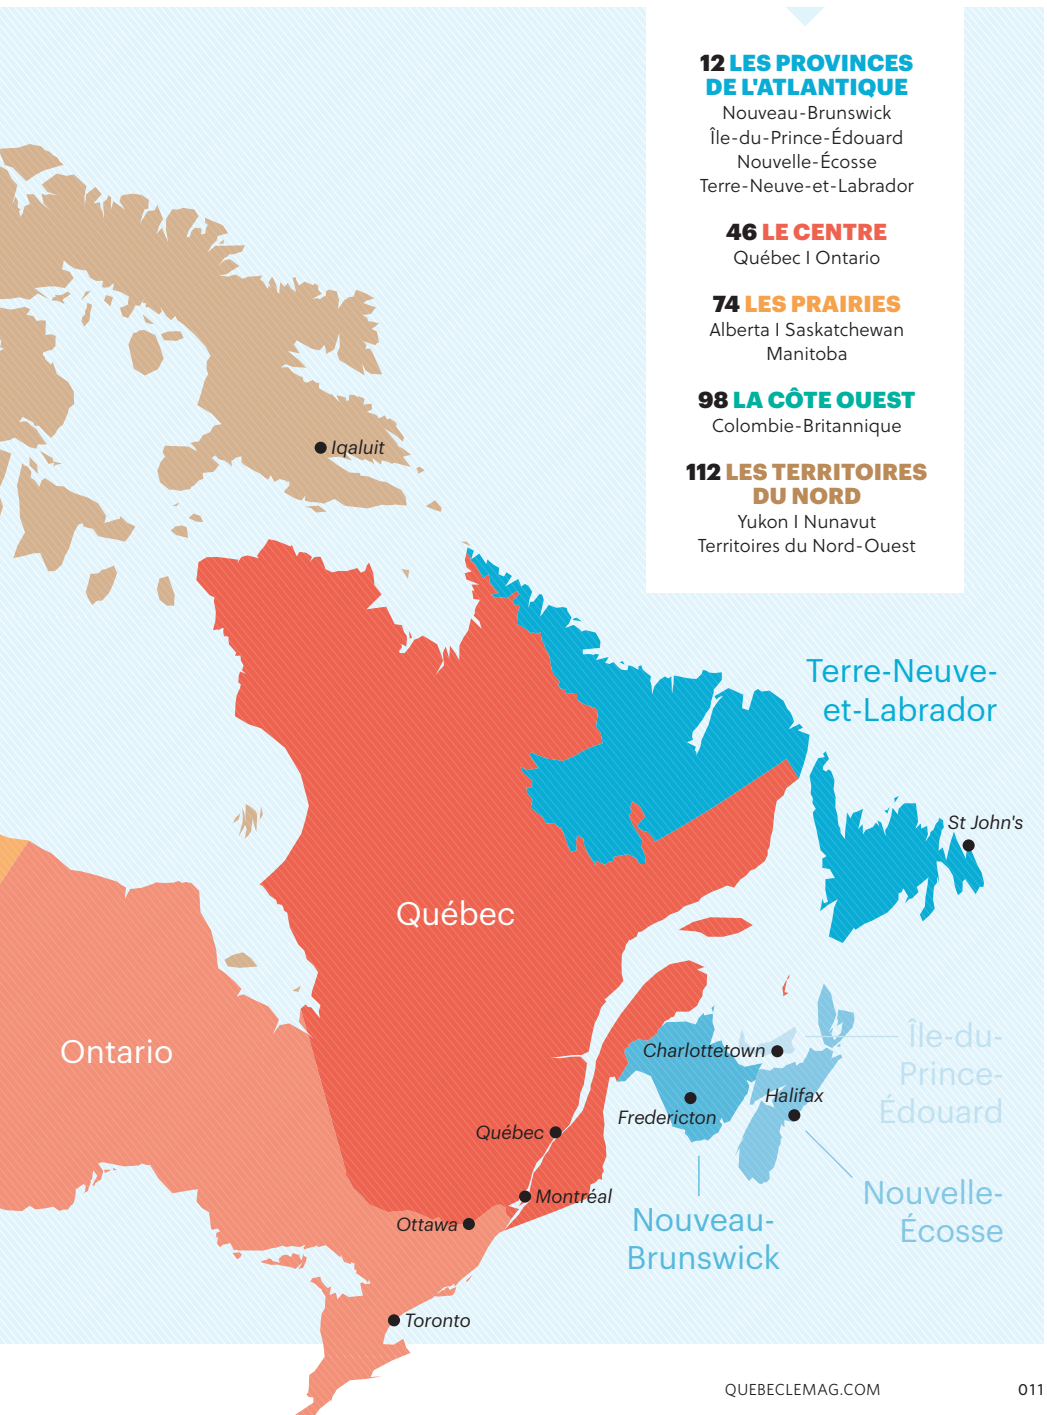 12 LES PROVINCES
DE L'ATLANTIQUE
Nouveau-Brunswick
Île-du-Prince-Édouard
Nouvelle-Écosse
Terre-Neuve-et-Labrador
46 LE CENTRE
Québec I Ontario
74 LES PRAIRIES
Alberta I Saskatchewan
Manitoba
98 LA CÔTE OUEST
Colombie-Britannique
112 LES TERRITOIRES
DU NORD
Yukon I Nunavut
Territoires du Nord-Ouest
Iqaluit
Terre-Neuve-
et-Labrador
St John's
Québec
Ontario
Charlottetown
Île-du-
Prince-
Édouard
Halifax
Fredericton
Québec
Montréal
Nouvelle-
Écosse
Ottawa
Nouveau-
Brunswick
Toronto
QUEBECLEMAG.COM
011